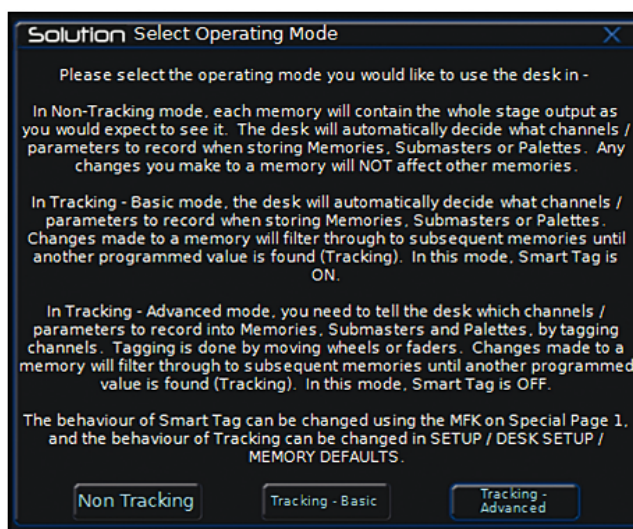 Solution Select Operating Mode X
Please select the operating mode you would like to use the desk in -
In Non-Tracking mode, each memory will contain the whole stage output as
you would expect to see it. The desk will automatically decide what channels /
parameters to record when storing Memories, Submasters or Palettes. Any
changes you make to a memory will NOT affect other memories.
In Tracking - Basic mode, the desk will automatically decide what channels /
parameters to record when storing Memories, Submasters or Palettes.
Changes made to a memory will filter through to subsequent memories until
another programmed value is found (Tracking). In this mode, Smart Tag is
ON.
In Tracking - Advanced mode, you need to tell the desk which channels /
parameters to record into Memories, Submasters and Palettes, by tagging
channels. Tagging is done by moving wheels or faders. Changes made to a
memory will filter through to subsequent memories until another programmed
value is found (Tracking). In this mode, Smart Tag is OFF.
The behaviour of Smart Tag can be changed using the MFK on Special Page 1,
and the behaviour of Tracking can be changed in SETUP / DESK SETUP /
MEMORY DEFAULTS.
Non Tracking
Tracking - Basic
Tracking -
Advanced